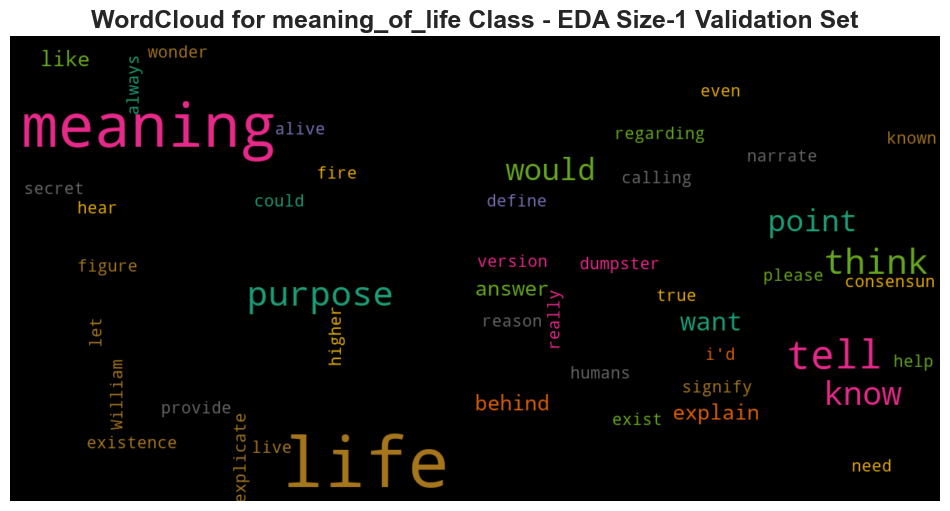 WordCloud for meaning_of_life Class - EDA Size-1 Validation Set
like
always
wonder
meaning
alive
even
regarding
known
narrate
would
calling
fire
secret
hear
could
define
point
think
consensun
please
figure
version
dumpster
purpose
answer
really
true
reason
want
higher
let
i'd
tell
help
William
humans
signify
know
provide
behind
exist
explain
existence
explicate
live
life
need